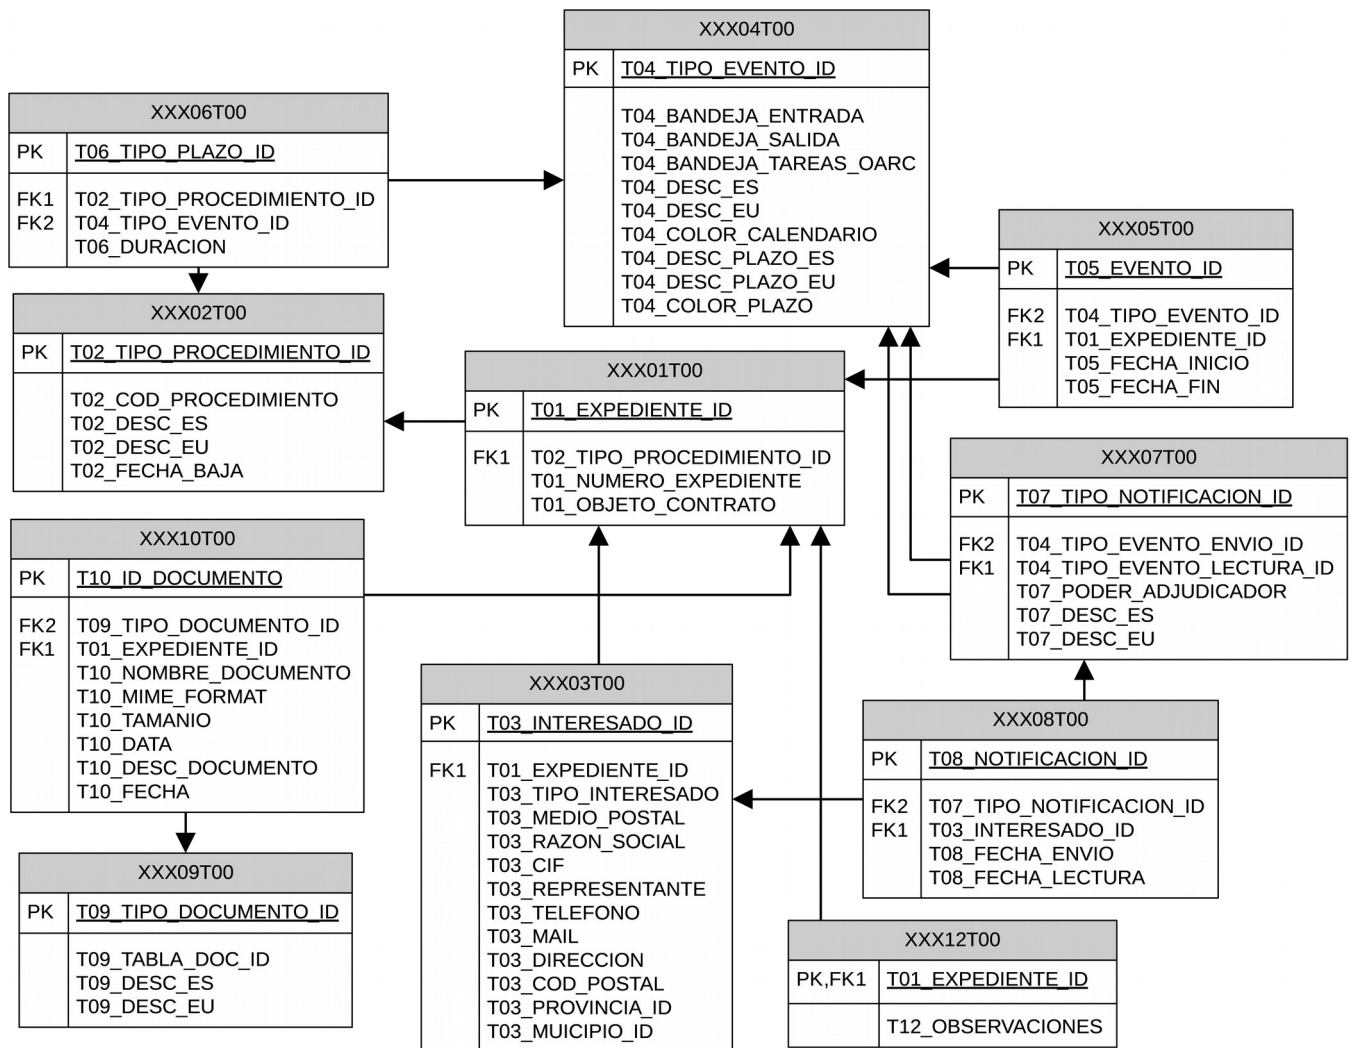 XXX04T00
PK T04_TIPO_EVENTO_ID
T04_BANDEJA_ENTRADA
T04_BANDEJA_SALIDA
T04_BANDEJA_TAREAS_OARC
T04_DESC_ES
T04_DESC_EU
T04_COLOR_CALENDARIO
T04_DESC_PLAZO_ES
T04_DESC_PLAZO_EU
T04_COLOR_PLAZO
XXX06T00
PK T06_TIPO_PLAZO_ID
FK1 T02_TIPO_PROCEDIMIENTO_ID
FK2 T04_TIPO_EVENTO_ID
T06_DURACION
XXX05T00
PK T05_EVENTO_ID
FK2 T04_TIPO_EVENTO_ID
FK1 T01_EXPEDIENTE_ID
T05_FECHA_INICIO
T05_FECHA_FIN
XXX02T00
PK T02_TIPO_PROCEDIMIENTO_ID
T02_COD_PROCEDIMIENTO
T02_DESC_ES
T02_DESC_EU
T02_FECHA_BAJA
XXX01T00
PK T01_EXPEDIENTE_ID
FK1 T02_TIPO_PROCEDIMIENTO_ID
T01_NUMERO_EXPEDIENTE
T01_OBJETO_CONTRATO
XXX07T00
PK T07_TIPO_NOTIFICACION_ID
FK2 T04_TIPO_EVENTO_ENVIO_ID
FK1 T04_TIPO_EVENTO_LECTURA_ID
T07_PODER_ADJUDICADOR
T07_DESC_ES
T07_DESC_EU
XXX10T00
PK T10_ID_DOCUMENTO
FK2 T09_TIPO_DOCUMENTO_ID
FK1 T01_EXPEDIENTE_ID
T10_NOMBRE_DOCUMENTO
T10_MIME_FORMAT
T10_TAMANIO
T10_DATA
T10_DESC_DOCUMENTO
T10_FECHA
XXX03T00
PK T03_INTERESADO_ID
FK1 T01_EXPEDIENTE_ID
T03_TIPO_INTERESADO
T03_MEDIO_POSTAL
T03_RAZON_SOCIAL
T03_CIF
T03_REPRESENTANTE
T03_TELEFONO
T03_MAIL
T03_DIRECCION
T03_COD_POSTAL
T03_PROVINCIA_ID
T03_MUICIPIO_ID
XXX08T00
PK T08_NOTIFICACION_ID
FK2 T07_TIPO_NOTIFICACION_ID
FK1 T03_INTERESADO_ID
T08_FECHA_ENVIO
T08_FECHA_LECTURA
XXX09T00
PK T09_TIPO_DOCUMENTO_ID
T09_TABLA_DOC_ID
T09_DESC_ES
T09_DESC_EU
XXX12T00
PK,FK1 T01_EXPEDIENTE_ID
T12_OBSERVACIONES